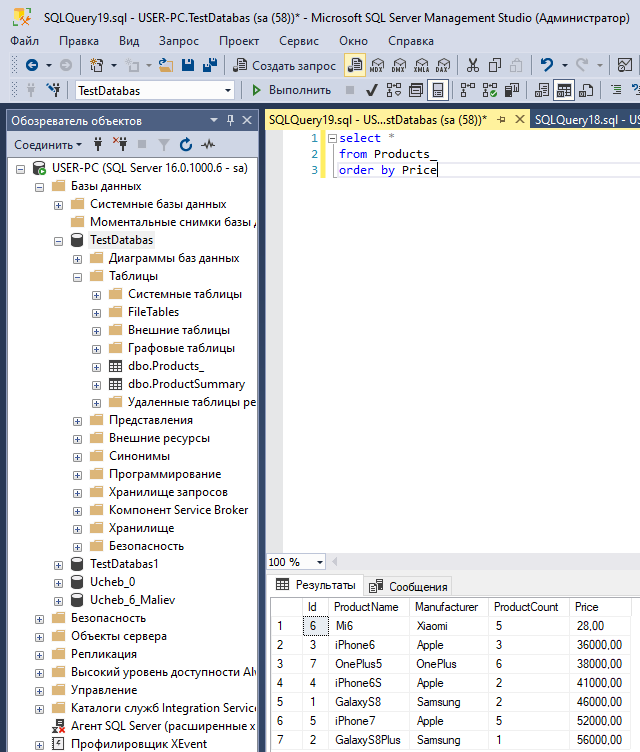 SQLQuery19.sql - USER-PC.TestDatabas (sa (58))* - Microsoft SQL Server Management Studio (Администратор)
Файл Правка Вид Запрос Проект Сервис Окно Справка
Создать запрос MDX DMX XMLA DAX
TestDatabas Выполнить
Обозреватель объектов
Соединить
USER-PC (SQL Server 16.0.1000.6 - sa)
Базы данных
Системные базы данных
Моментальные снимки базы
TestDatabas
Диаграммы баз данных
Таблицы
Системные таблицы
FileTables
Внешние таблицы
Графовые таблицы
dbo.Products_
dbo.ProductSummary
Удаленные таблицы ре
Представления
Внешние ресурсы
Синонимы
Программирование
Хранилище запросов
Компонент Service Broker
Хранилище
Безопасность
TestDatabas1
Ucheb_0
Ucheb_6_Maliev
Безопасность
Объекты сервера
Репликация
Высокий уровень доступности Al
Управление
Каталоги служб Integration Servic
Агент SQL Server (расширенные х
Профилировщик XEvent
SQLQuery19.sql - US...stDatabas (sa (58))* SQLQuery18.sql - US
1 select *
2 from Products_
3 order by Price
100 %
Результаты Сообщения
Id ProductName Manufacturer ProductCount Price
1 6 Mi6 Xiaomi 5 28,00
2 3 iPhone6 Apple 3 36000,00
3 7 OnePlus5 OnePlus 6 38000,00
4 4 iPhone6S Apple 2 41000,00
5 1 GalaxyS8 Samsung 2 46000,00
6 5 iPhone7 Apple 5 52000,00
7 2 GalaxyS8Plus Samsung 1 56000,00